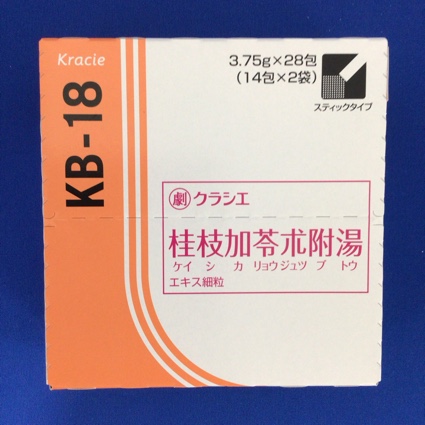 Kracie
KB-18
3.75g×28包
(14包×2袋)
スティックタイプ
劇 クラシエ
桂枝加苓朮附湯
ケイ シ カ リョウジュツ ブ トウ
エキス細粒